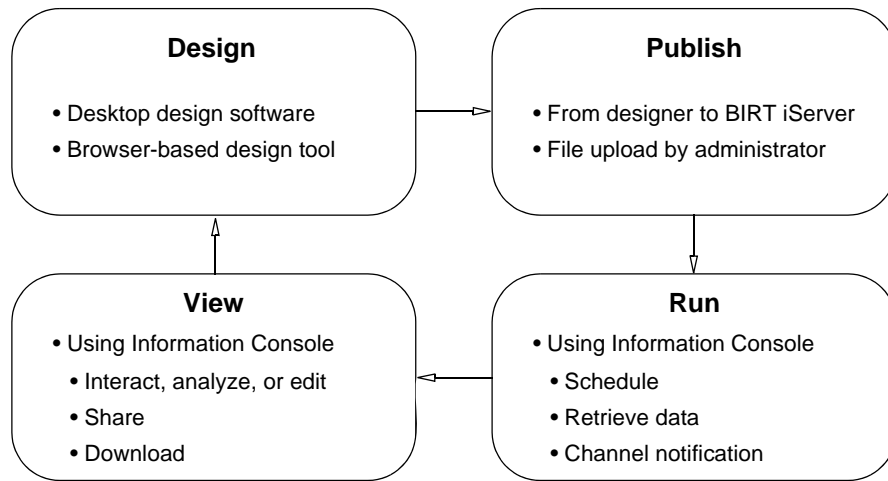 Design
• Desktop design software
• Browser-based design tool
Publish
• From designer to BIRT iServer
• File upload by administrator
View
• Using Information Console
• Interact, analyze, or edit
• Share
• Download
Run
• Using Information Console
• Schedule
• Retrieve data
• Channel notification